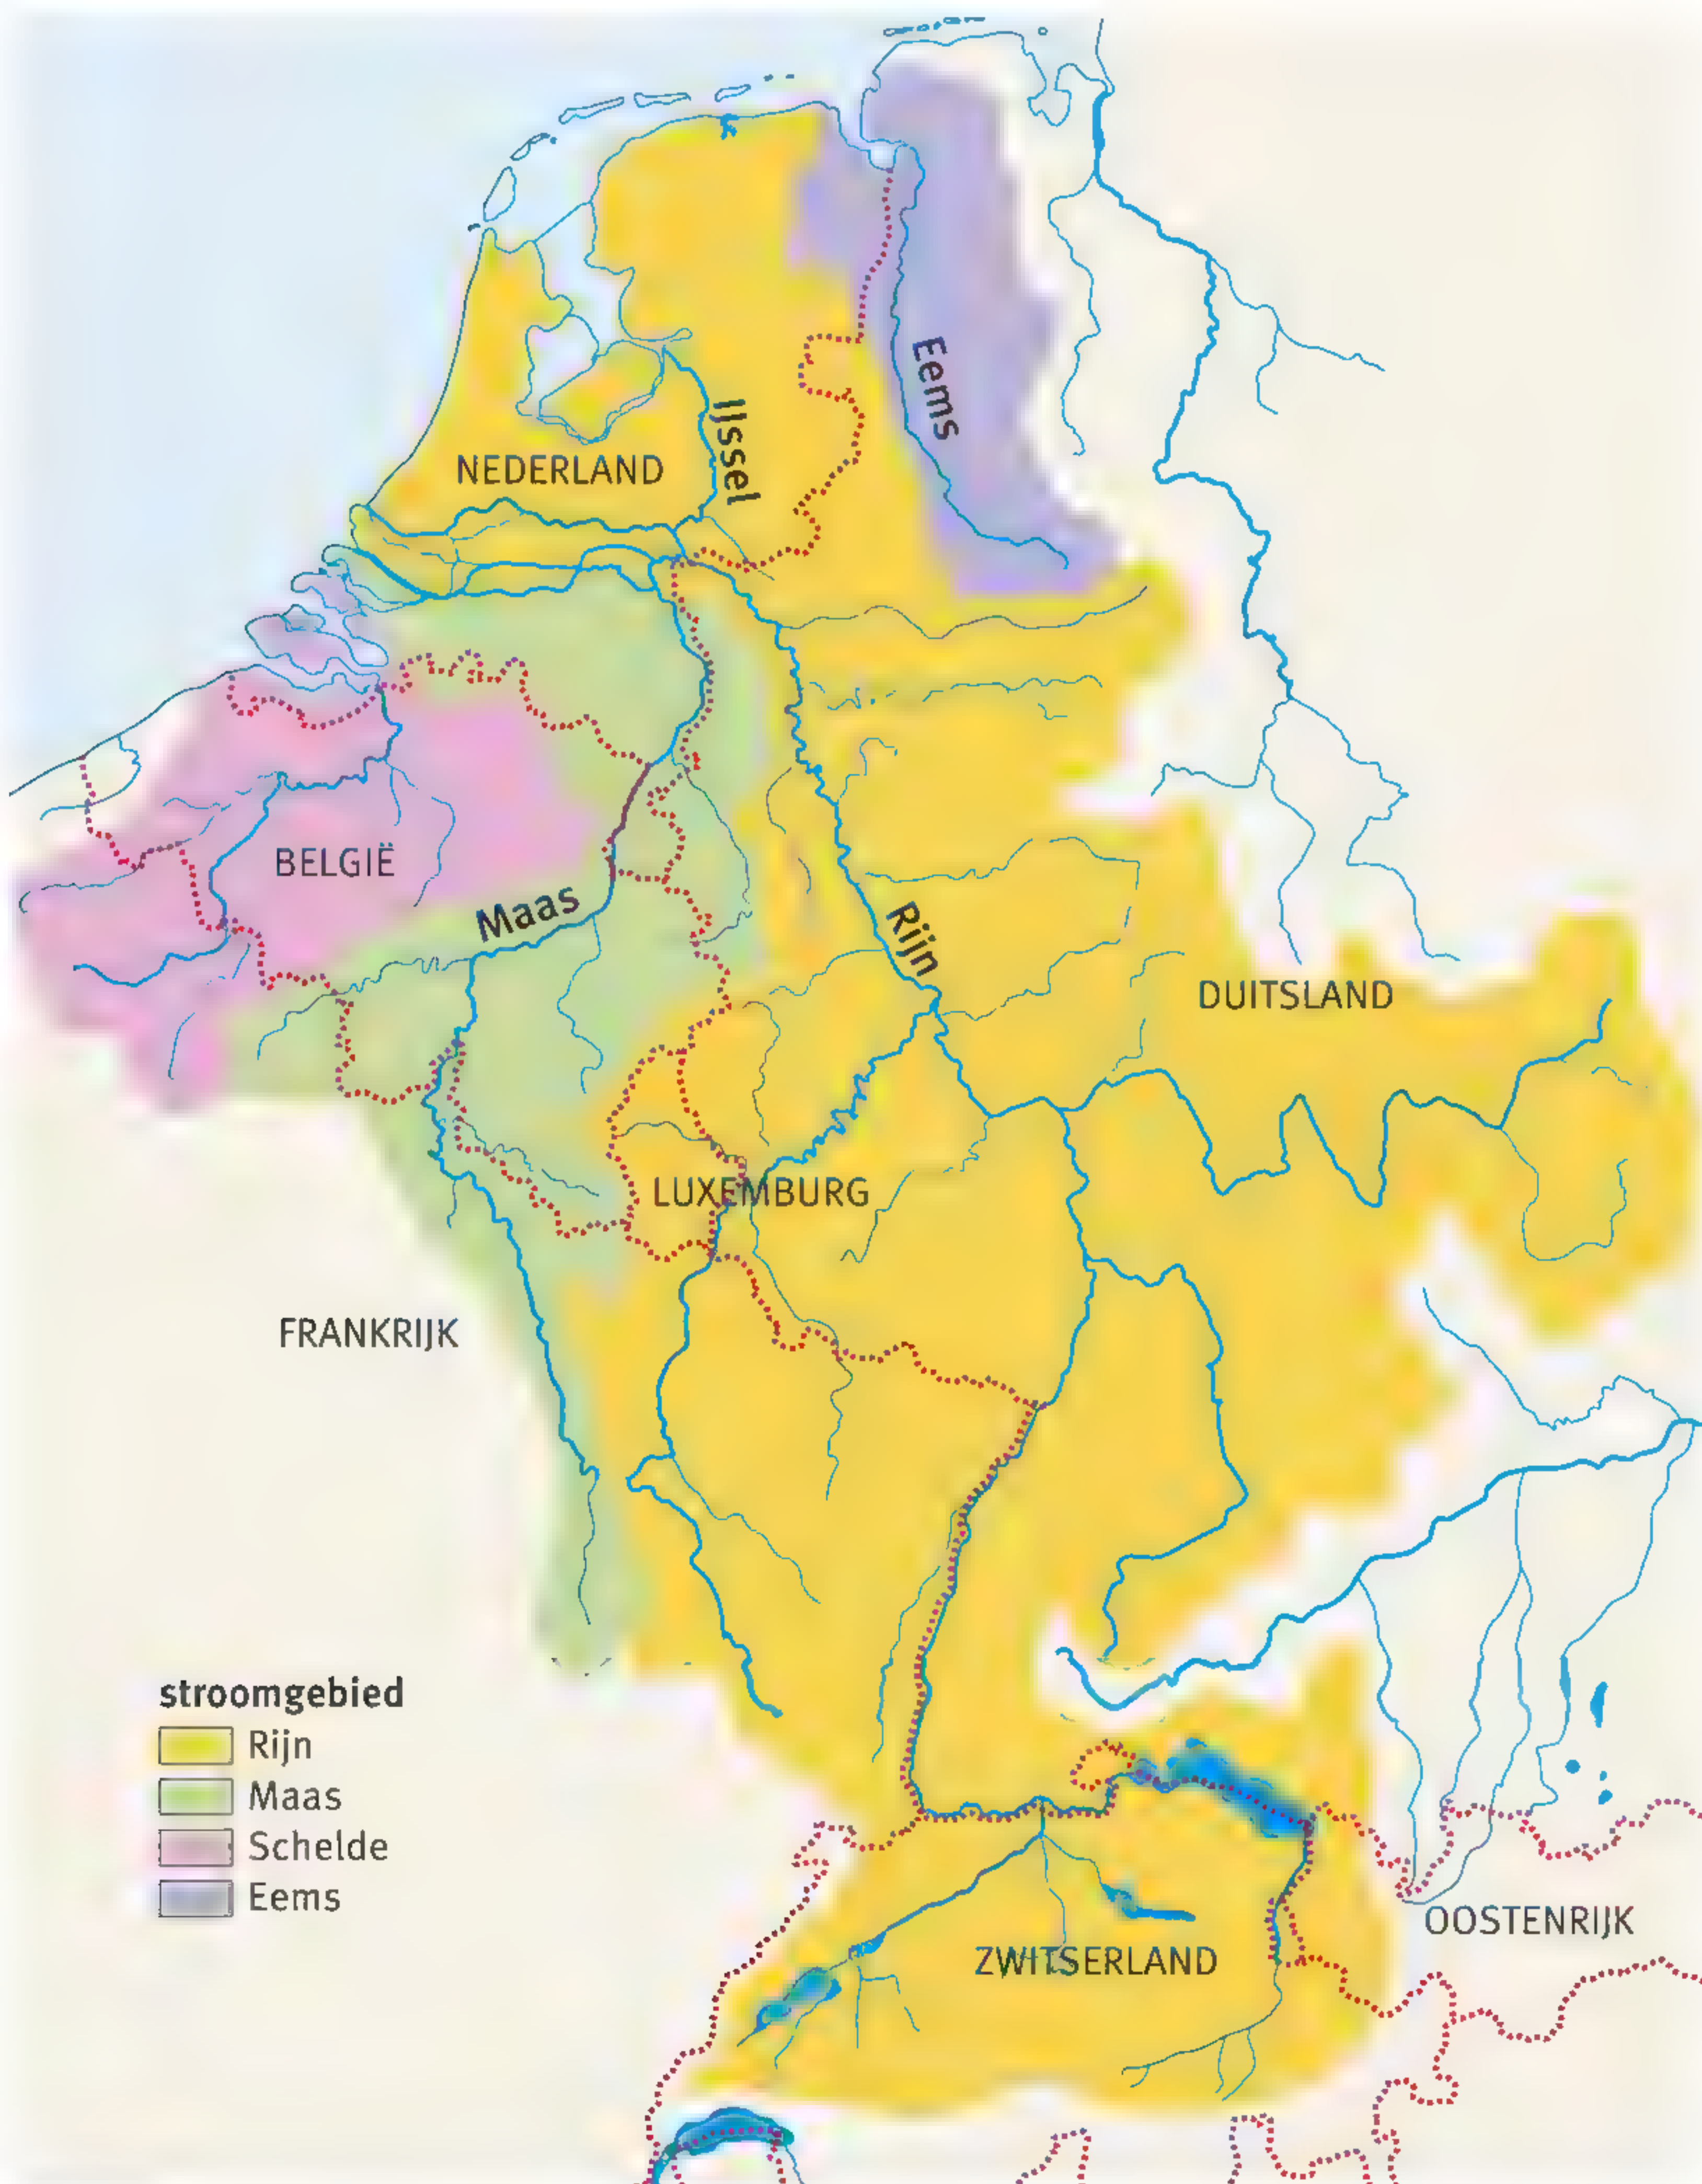 Eems
IJssel
NEDERLAND
BELGIË
Maas
Rijn
DUITSLAND
LUXEMBURG
FRANKRIJK
stroomgebied
Rijn
Maas
Schelde
Eems
OOSTENRIJK
ZWITSERLAND